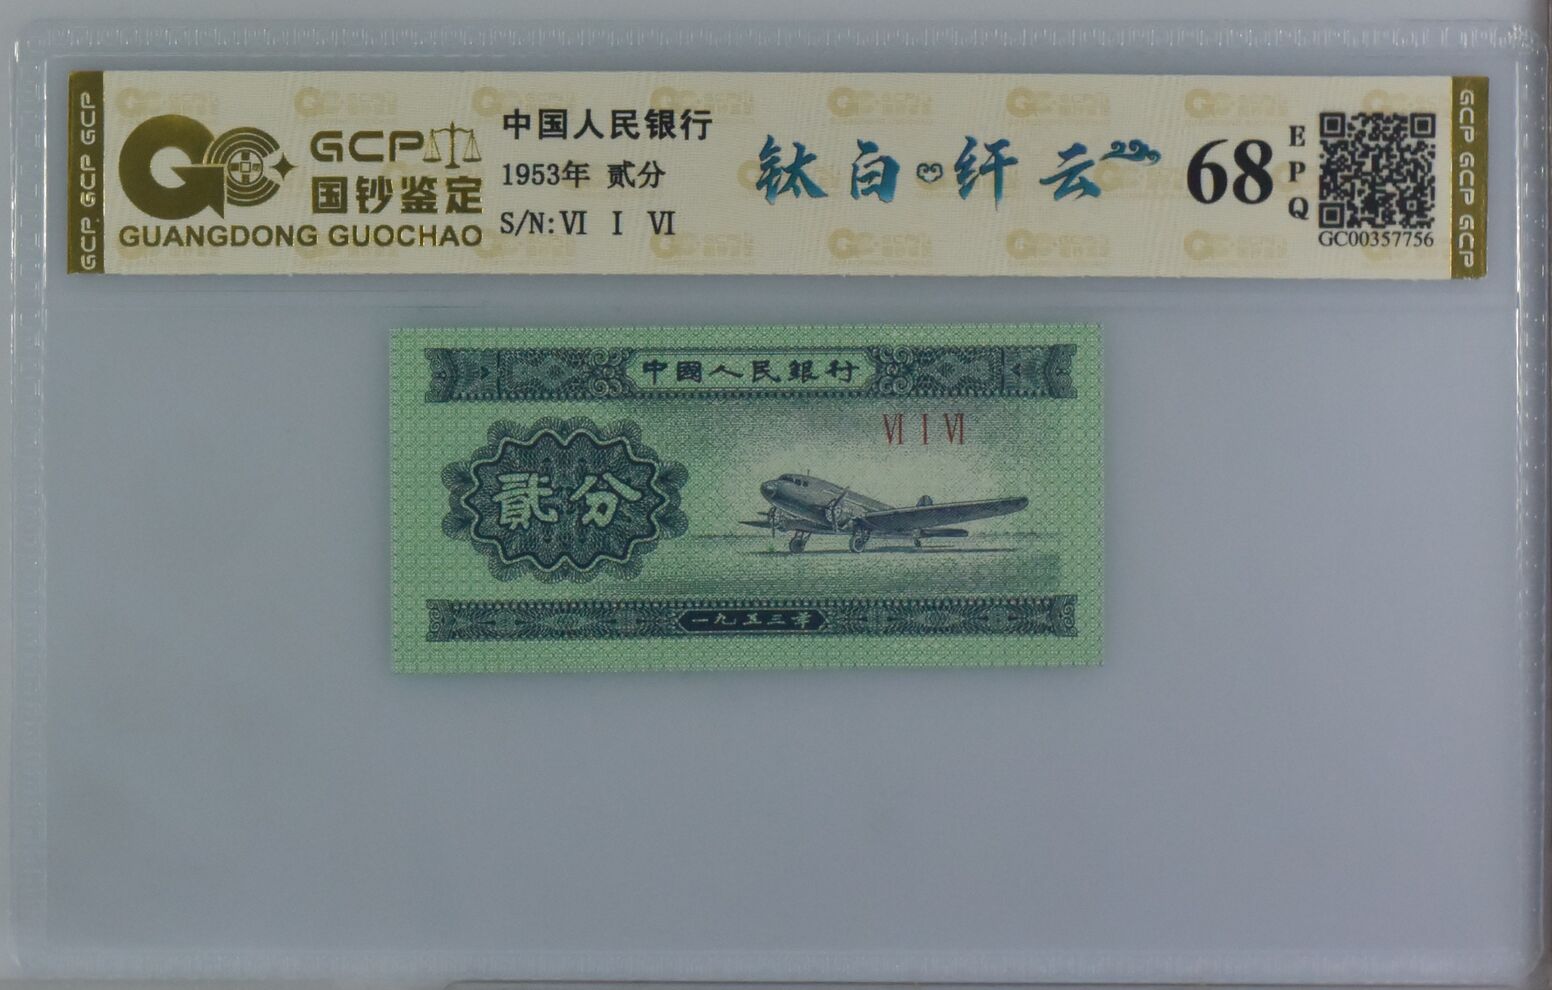 GCP GCP GCP
GCP
国钞鉴定
GUANGDONG GUOCHAO
中国人民银行
1953年 贰分
S/N: Ⅵ Ⅰ Ⅵ
钛白 纤云
68
EPQ
GC00357756
GCP GCP GCP
中國人民銀行
Ⅵ Ⅰ Ⅵ
貳分
一九五三年